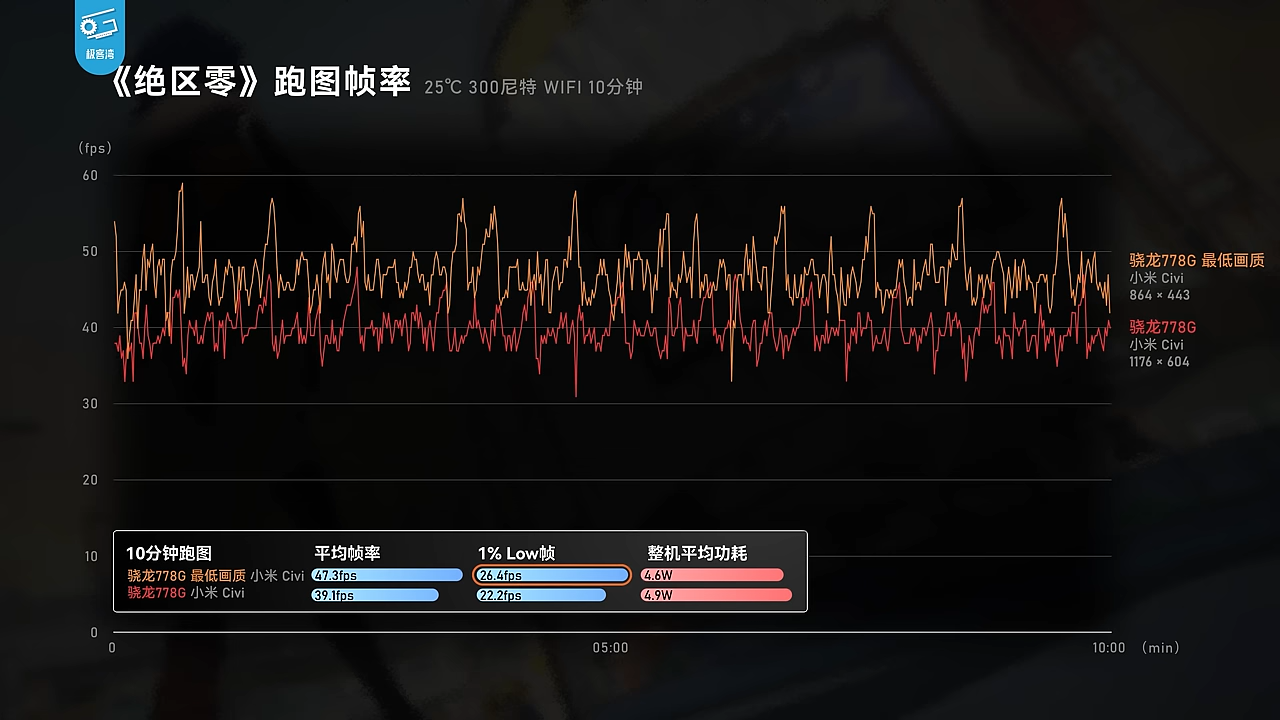 极客湾
《绝区零》跑图帧率 25℃ 300尼特 WIFI 10分钟
(fps)
60
50
40
30
20
10
0
0 05:00 10:00 (min)
骁龙778G 最低画质
小米 Civi
864 × 443
骁龙778G
小米 Civi
1176 × 604
10分钟跑图 平均帧率 1% Low帧 整机平均功耗
骁龙778G 最低画质 小米 Civi 47.3fps 26.4fps 4.6W
骁龙778G 小米 Civi 39.1fps 22.2fps 4.9W